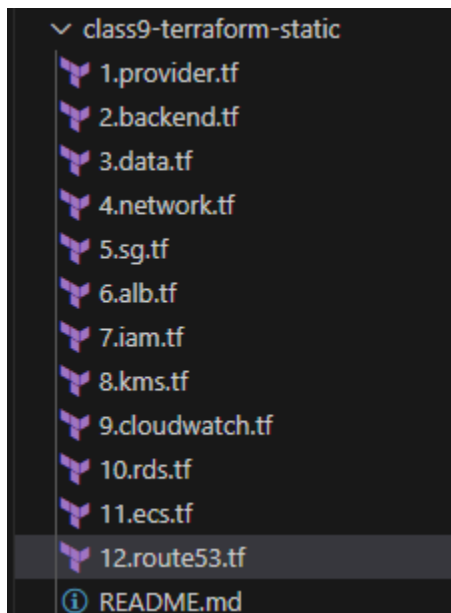 class9-terraform-static
1.provider.tf
2.backend.tf
3.data.tf
4.network.tf
5.sg.tf
6.alb.tf
7.iam.tf
8.kms.tf
9.cloudwatch.tf
10.rds.tf
11.ecs.tf
12.route53.tf
README.md